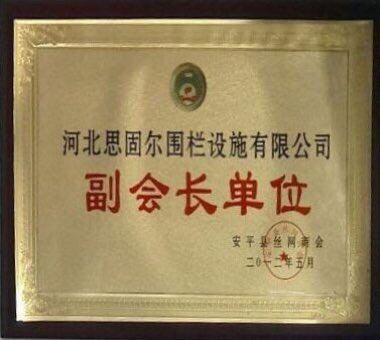 河北思固尔围栏设施有限公司
副会长单位
安平县丝网商会
二0一二年五月